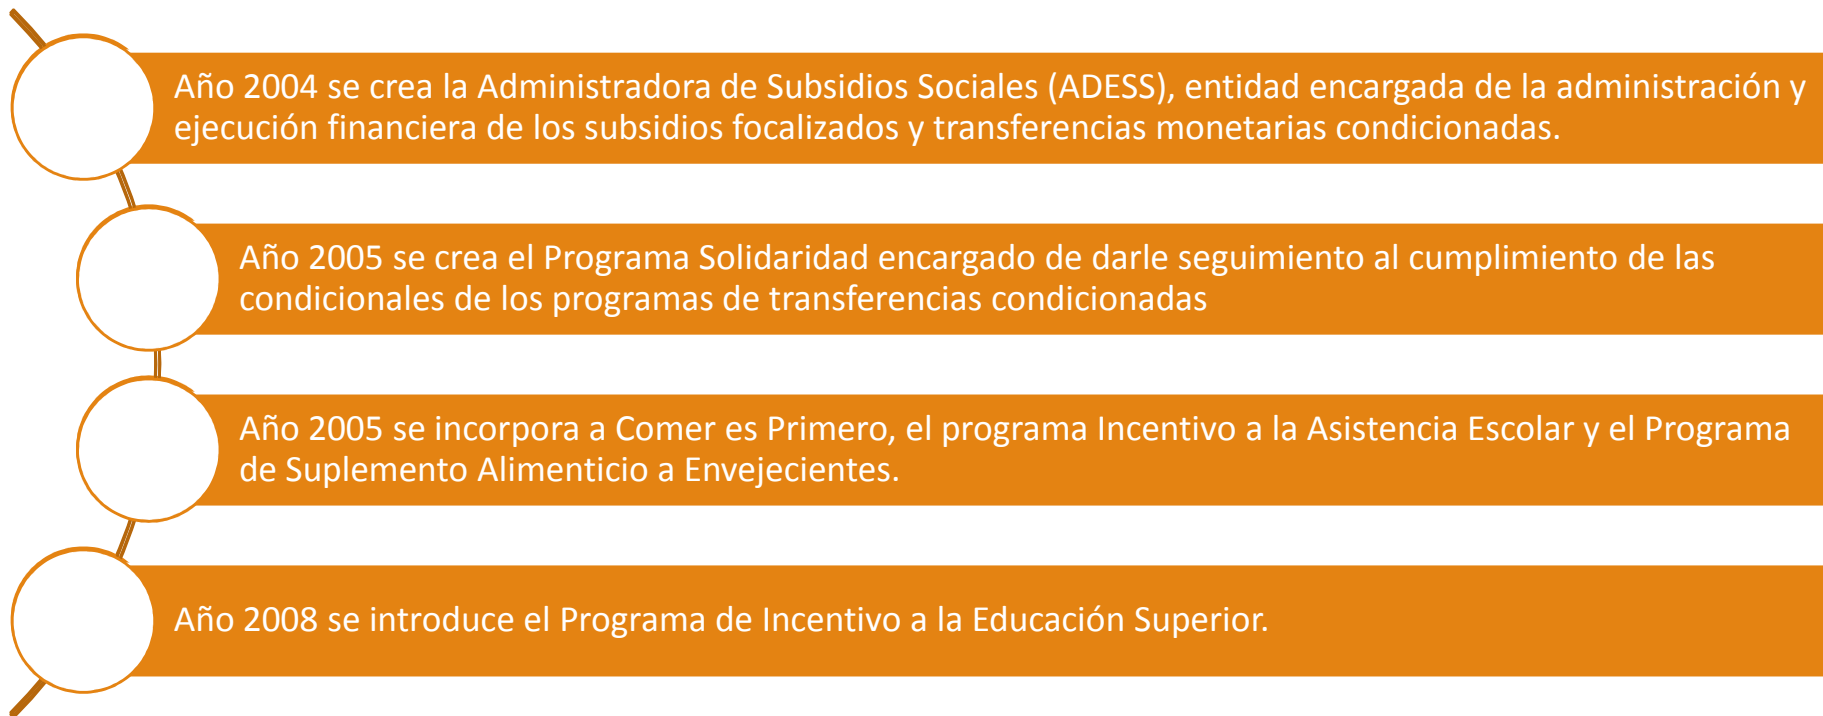 Año 2004 se crea la Administradora de Subsidios Sociales (ADESS), entidad encargada de la administración y
ejecución financiera de los subsidios focalizados y transferencias monetarias condicionadas.
Año 2005 se crea el Programa Solidaridad encargado de darle seguimiento al cumplimiento de las
condicionales de los programas de transferencias condicionadas
Año 2005 se incorpora a Comer es Primero, el programa Incentivo a la Asistencia Escolar y el Programa
de Suplemento Alimenticio a Envejecientes.
Año 2008 se introduce el Programa de Incentivo a la Educación Superior.